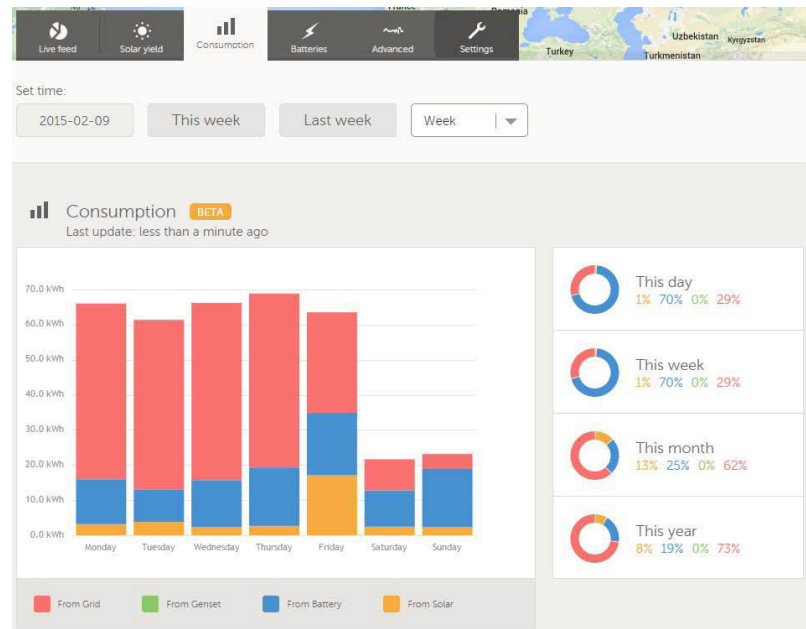 Romania
Uzbekistan
Kyrgyzstan
Turkey
Turkmenistan
Live feed
Solar yield
Consumption
Batteries
Advanced
Settings
Set time:
2015-02-09
This week
Last week
Week
Consumption BETA
Last update: less than a minute ago
70.0 kWh
60.0 kWh
50.0 kWh
40.0 kWh
30.0 kWh
20.0 kWh
10.0 kWh
0.0 kWh
Monday
Tuesday
Wednesday
Thursday
Friday
Saturday
Sunday
From Grid
From Genset
From Battery
From Solar
This day
1% 70% 0% 29%
This week
1% 70% 0% 29%
This month
13% 25% 0% 62%
This year
8% 19% 0% 73%